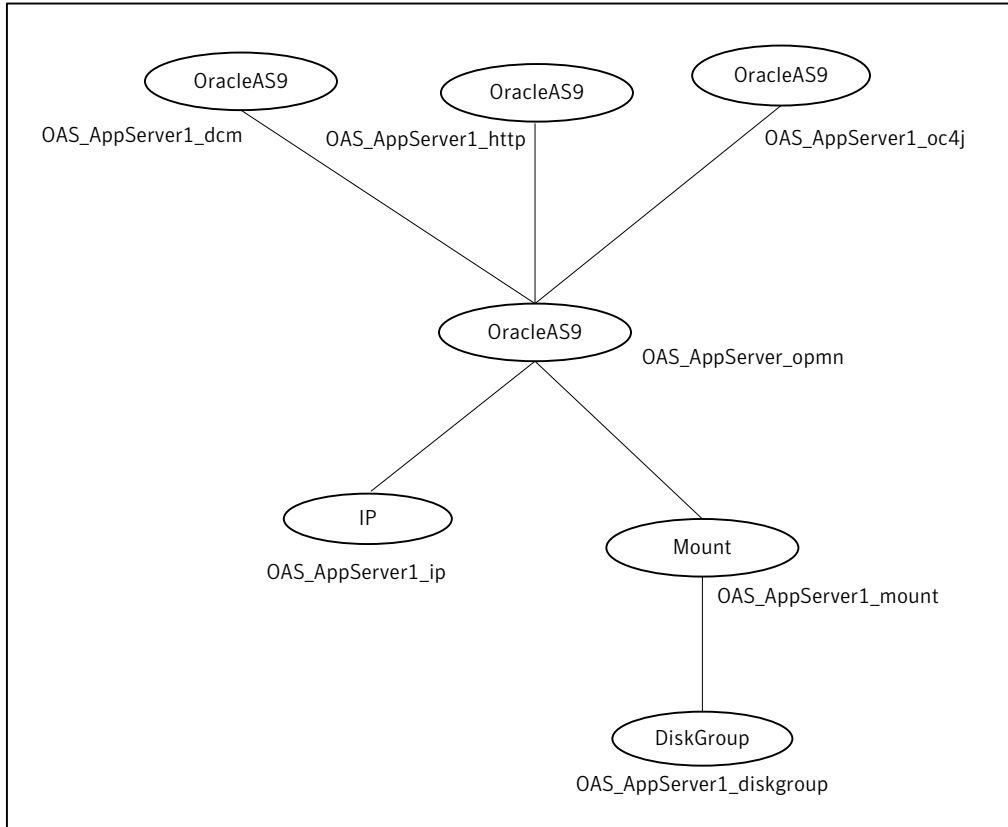 OracleAS9
OAS_AppServer1_dcm
OracleAS9
OAS_AppServer1_http
OracleAS9
OAS_AppServer1_oc4j
OracleAS9
OAS_AppServer_opmn
IP
OAS_AppServer1_ip
Mount
OAS_AppServer1_mount
DiskGroup
OAS_AppServer1_diskgroup